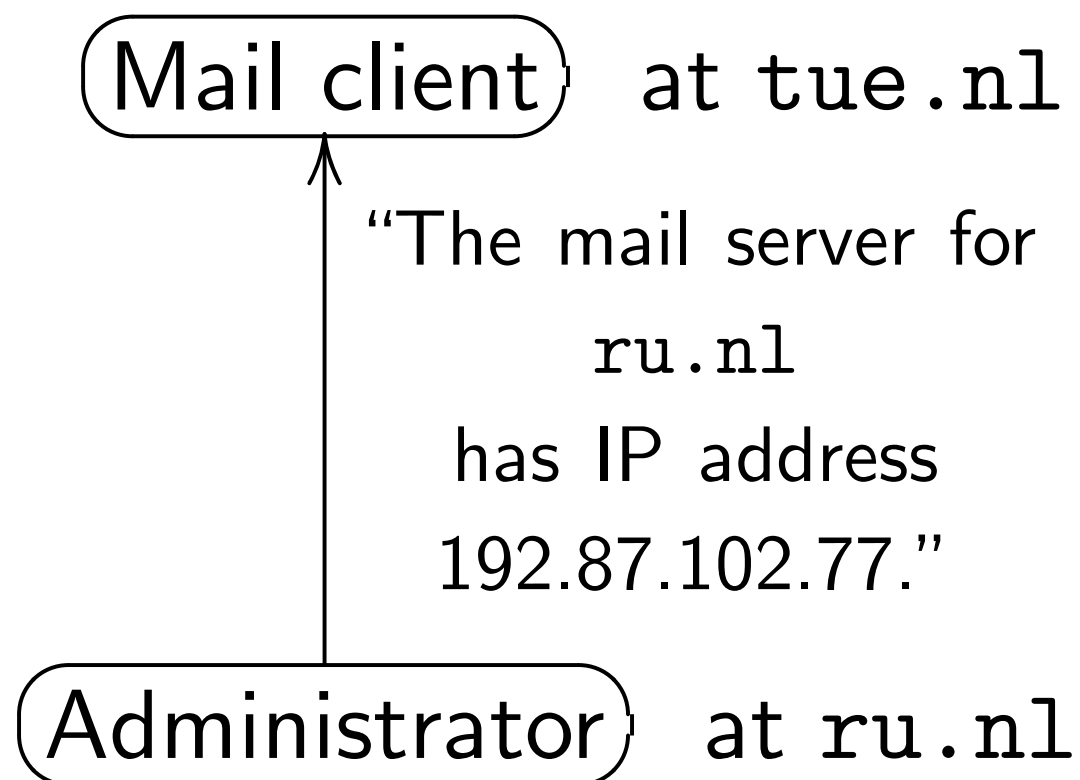 Mail client at tue.nl
“The mail server for
ru.nl
has IP address
192.87.102.77.”
Administrator at ru.nl